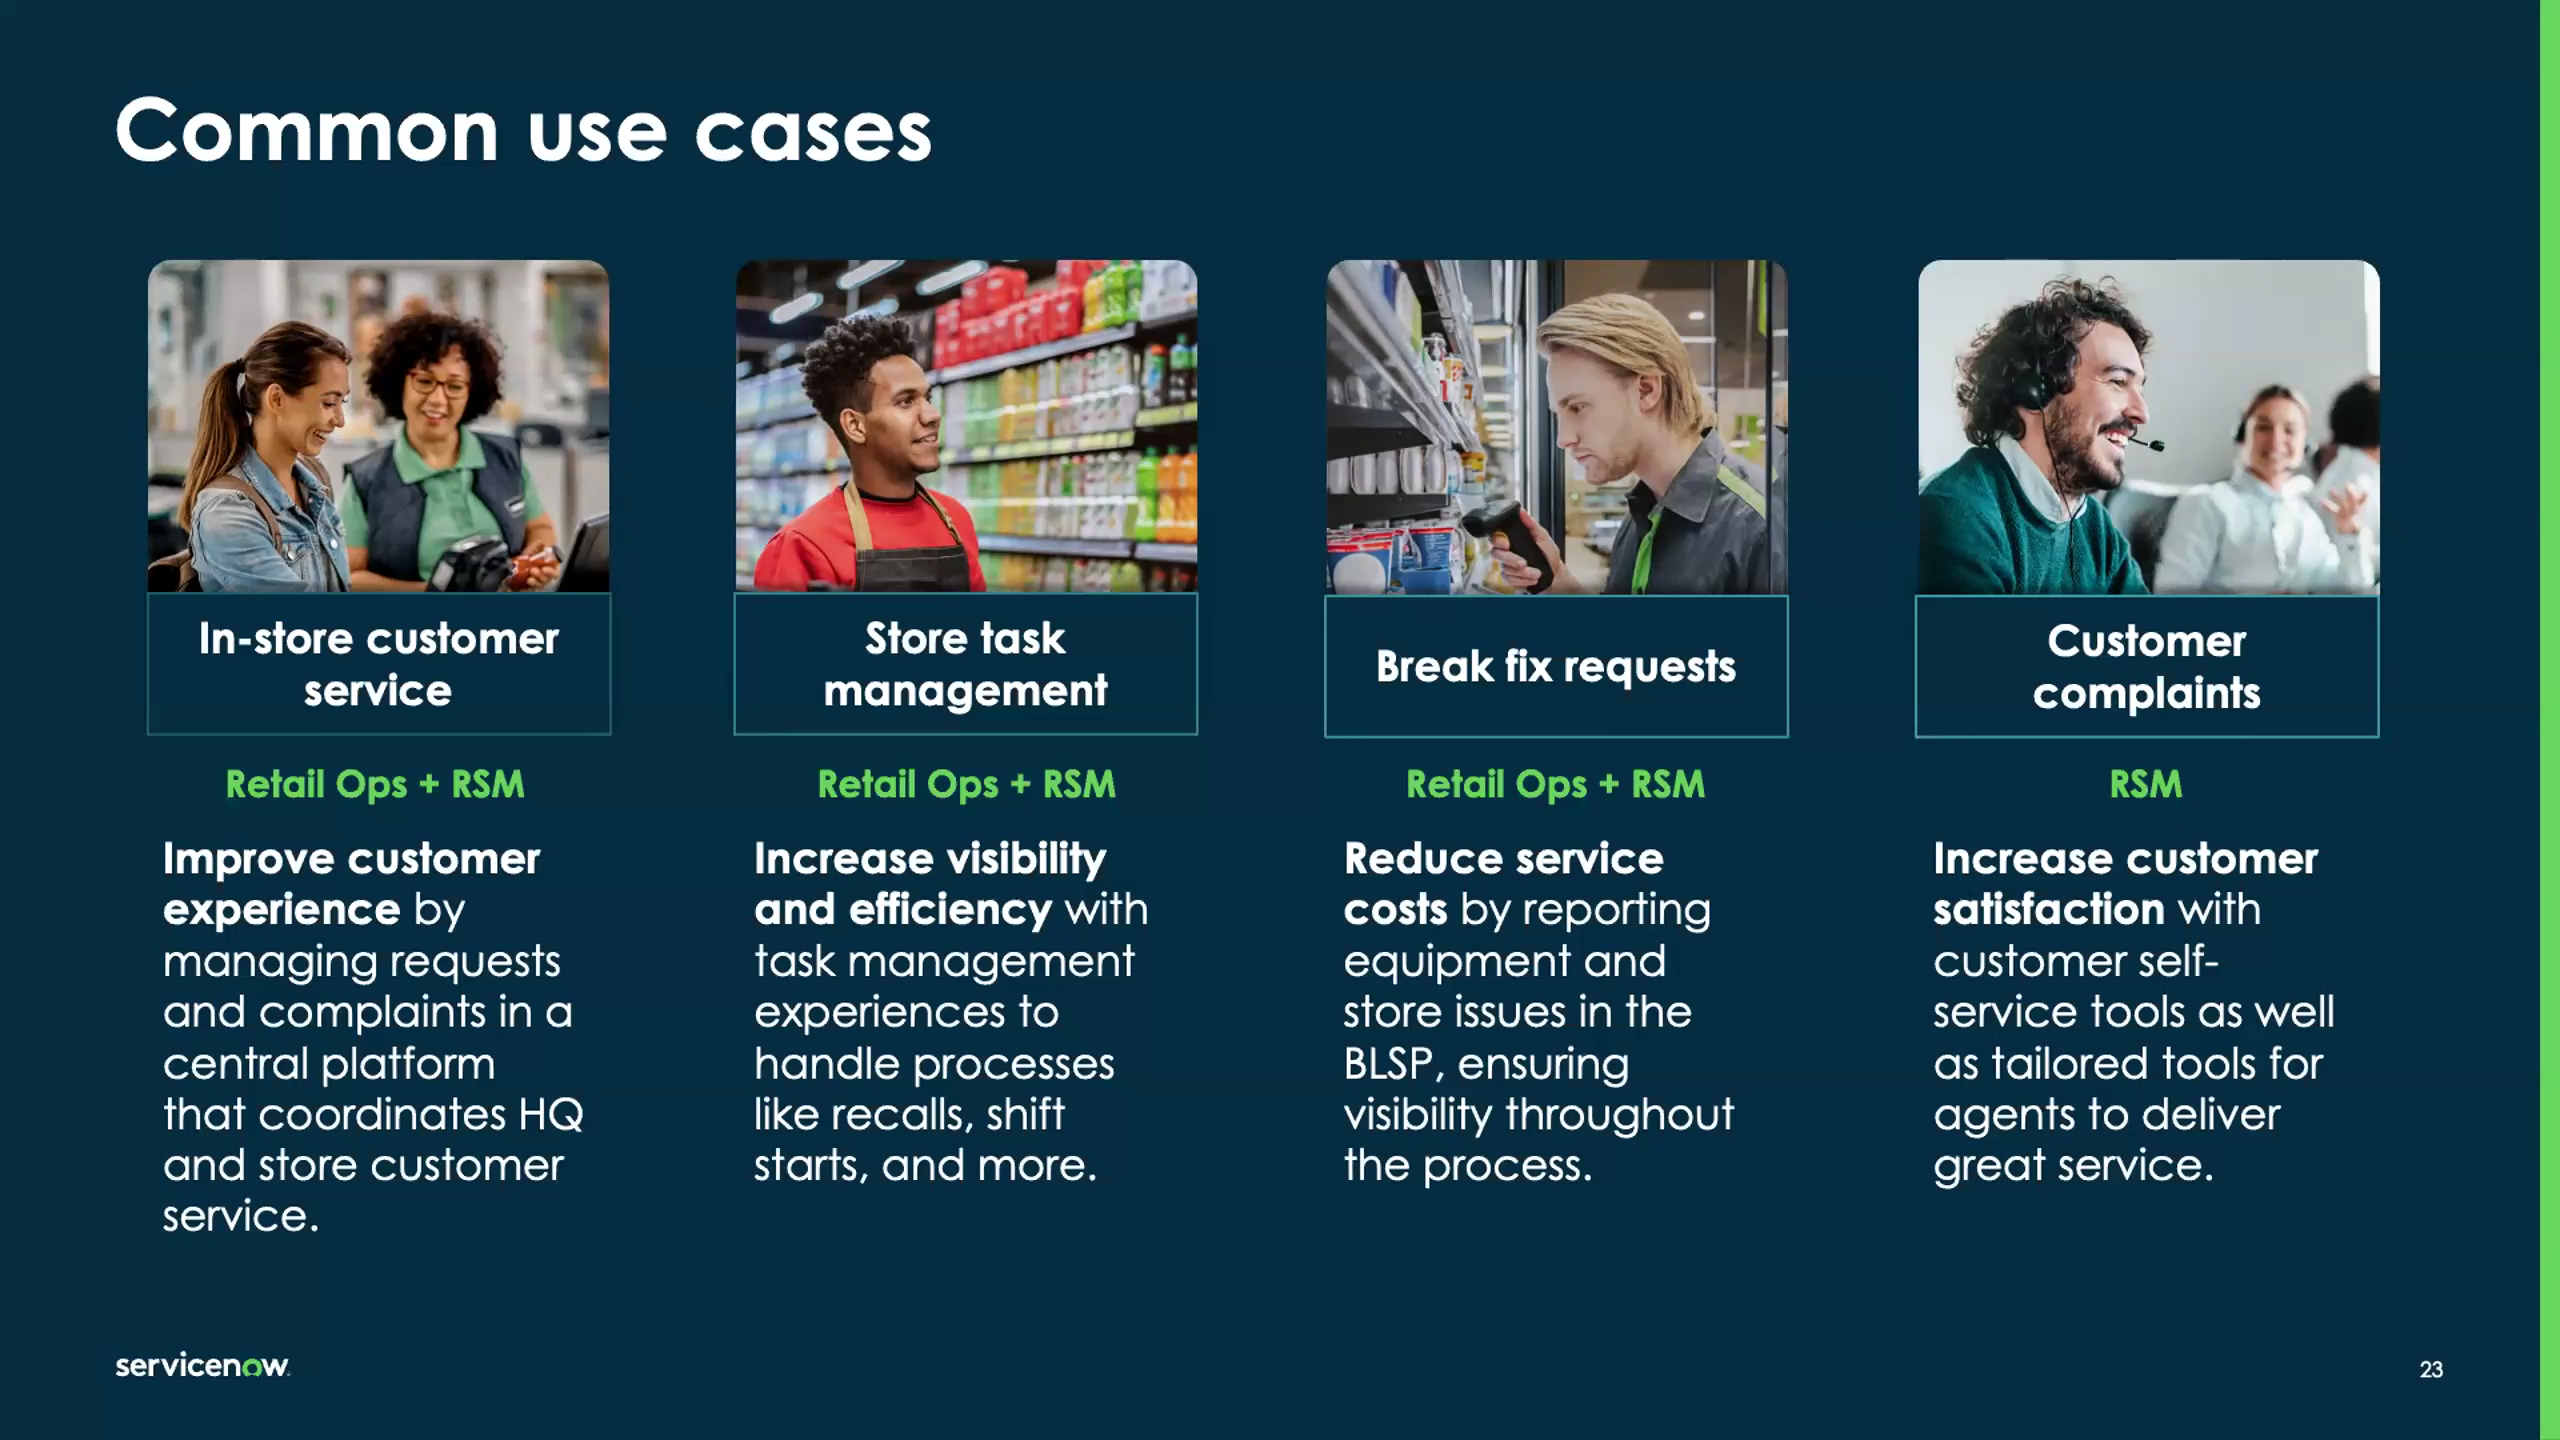 Common use cases
In-store customer
service
Retail Ops + RSM
Improve customer
experience by
managing requests
and complaints in a
central platform
that coordinates HQ
and store customer
service.
Store task
management
Retail Ops + RSM
Increase visibility
and efficiency with
task management
experiences to
handle processes
like recalls, shift
starts, and more.
Break fix requests
Retail Ops + RSM
Reduce service
costs by reporting
equipment and
store issues in the
BLSP, ensuring
visibility throughout
the process.
Customer
complaints
RSM
Increase customer
satisfaction with
customer self-
service tools as well
as tailored tools for
agents to deliver
great service.
servicenow
23